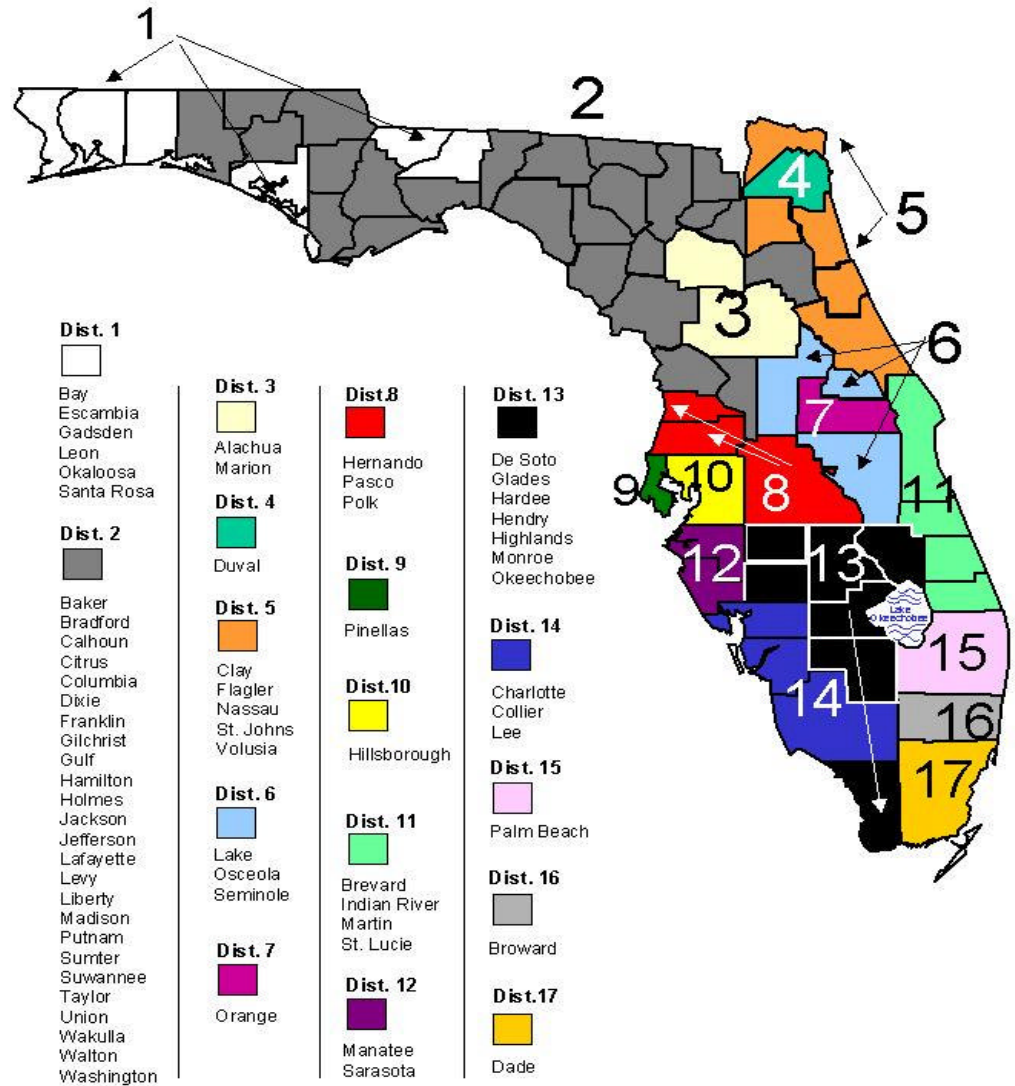 1
2
4
5
3
6
7
9
10
8
11
12
13
Lake
Okeechobee
15
14
16
17
Dist. 1
Bay
Escambia
Gadsden
Leon
Okaloosa
Santa Rosa
Dist. 2
Baker
Bradford
Calhoun
Citrus
Columbia
Dixie
Franklin
Gilchrist
Gulf
Hamilton
Holmes
Jackson
Jefferson
Lafayette
Levy
Liberty
Madison
Putnam
Sumter
Suwannee
Taylor
Union
Wakulla
Walton
Washington
Dist. 3
Alachua
Marion
Dist. 4
Duval
Dist. 5
Clay
Flagler
Nassau
St. Johns
Volusia
Dist. 6
Lake
Osceola
Seminole
Dist. 7
Orange
Dist.8
Hernando
Pasco
Polk
Dist. 9
Pinellas
Dist.10
Hillsborough
Dist. 11
Brevard
Indian River
Martin
St. Lucie
Dist. 12
Manatee
Sarasota
Dist. 13
De Soto
Glades
Hardee
Hendry
Highlands
Monroe
Okeechobee
Dist. 14
Charlotte
Collier
Lee
Dist. 15
Palm Beach
Dist. 16
Broward
Dist.17
Dade